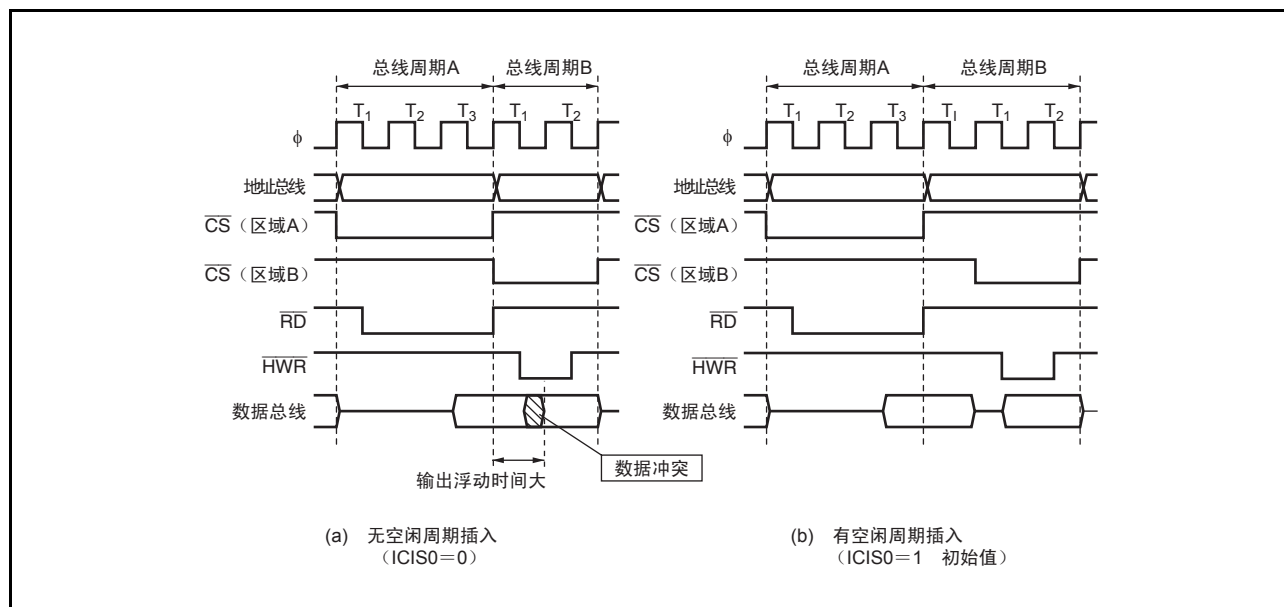 总线周期A 总线周期B
T1 T2 T3 T1 T2
ϕ
地址总线
CS（区域A）
CS（区域B）
RD
HWR
数据总线
数据冲突
输出浮动时间大
(a) 无空闲周期插入
（ICIS0＝0）
总线周期A 总线周期B
T1 T2 T3 TI T1 T2
ϕ
地址总线
CS（区域A）
CS（区域B）
RD
HWR
数据总线
(b) 有空闲周期插入
（ICIS0＝1 初始值）